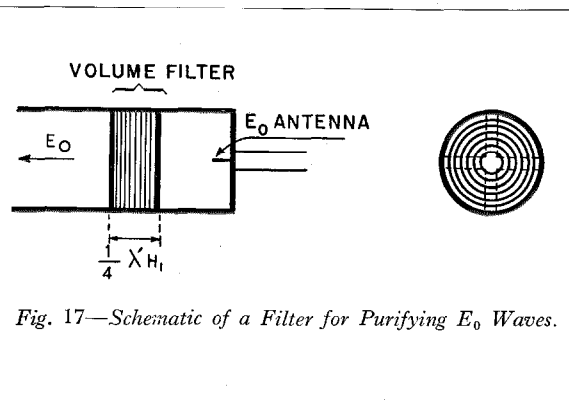 VOLUME FILTER
E₀ ANTENNA
E₀
1/4 λ' H₁
Fig. 17—Schematic of a Filter for Purifying E₀ Waves.